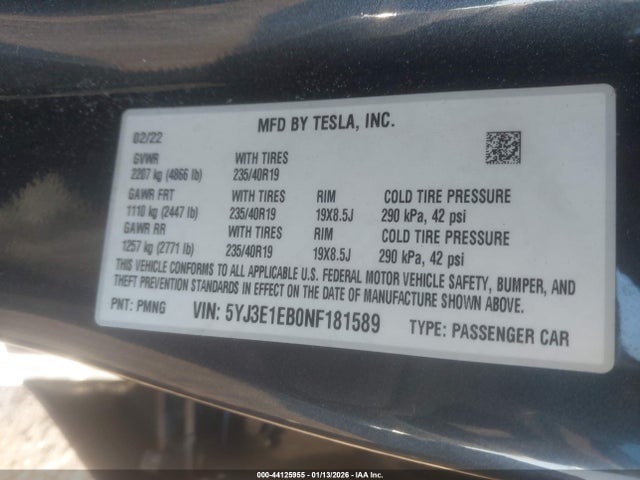 MFD BY TESLA, INC.
02/22
GVWR WITH TIRES
2207 kg (4866 lb) 235/40R19
GAWR FRT WITH TIRES RIM COLD TIRE PRESSURE
1110 kg (2447 lb) 235/40R19 19X8.5J 290 kPa, 42 psi
GAWR RR WITH TIRES RIM COLD TIRE PRESSURE
1257 kg (2771 lb) 235/40R19 19X8.5J 290 kPa, 42 psi
THIS VEHICLE CONFORMS TO ALL APPLICABLE U.S. FEDERAL MOTOR VEHICLE SAFETY, BUMPER, AND
THEFT PREVENTION STANDARDS IN EFFECT ON THE DATE OF MANUFACTURE SHOWN ABOVE.
PNT: PMNG VIN: 5YJ3E1EB0NF181589 TYPE: PASSENGER CAR
000-44125955 - 01/13/2026 - IAA Inc.